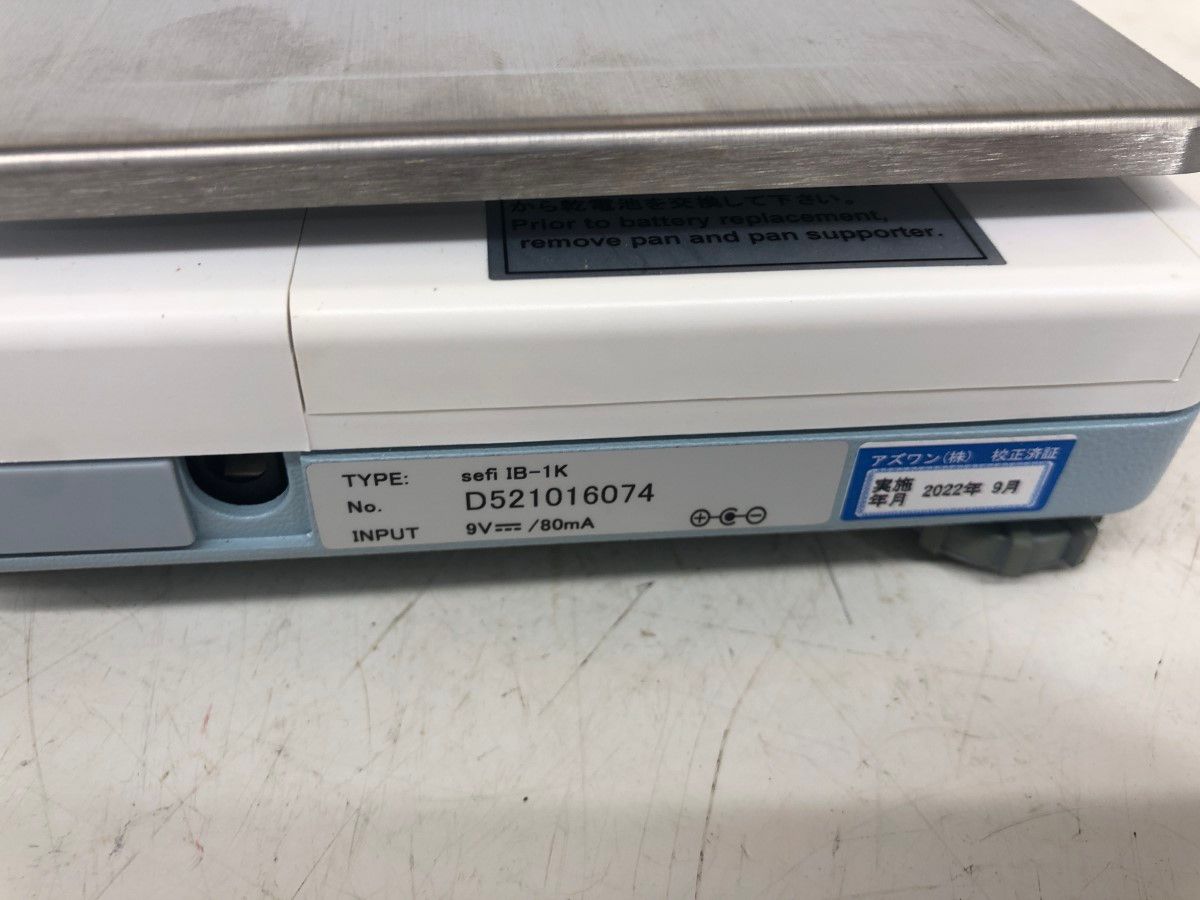 から乾電池を交換して下さい。
Prior to battery replacement,
remove pan and pan supporter.
TYPE: sefi IB-1K
No. D521016074
INPUT 9V⎓/80mA
アズワン(株) 校正済証
実施年月 2022年 9月